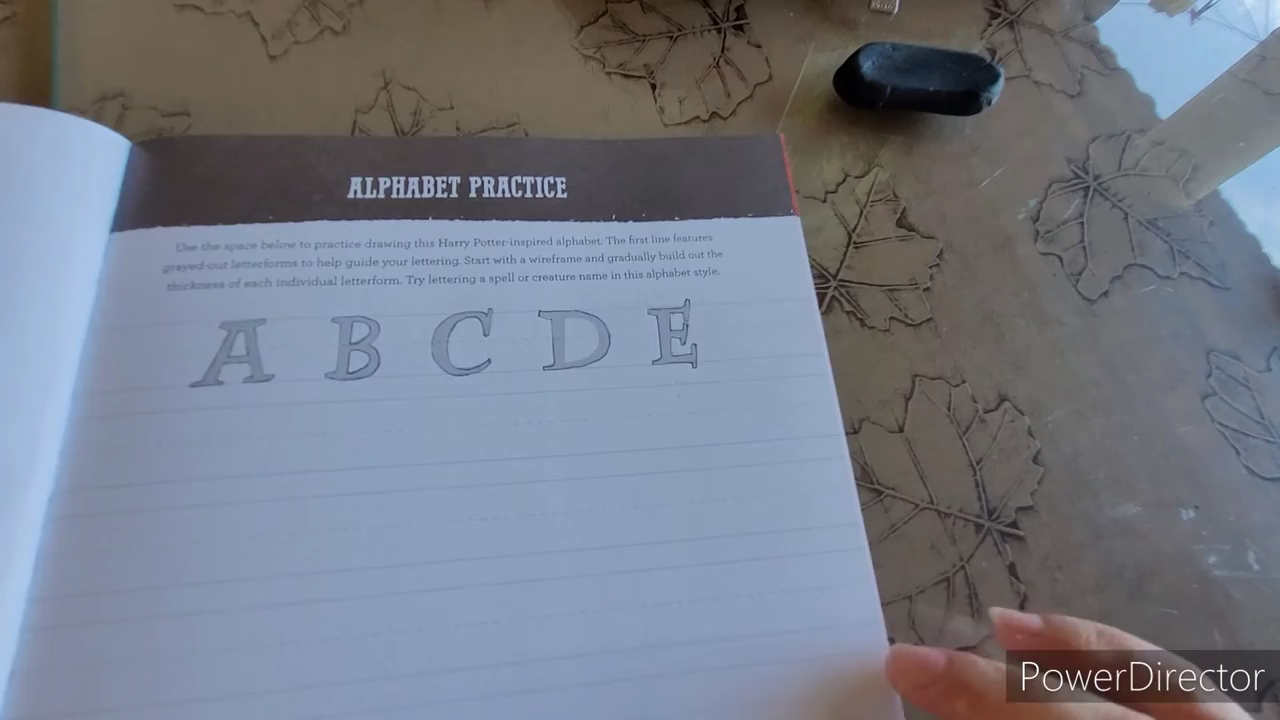 ALPHABET PRACTICE
Use the space below to practice drawing this Harry Potter-inspired alphabet. The first line features
grayed-out letterforms to help guide your lettering. Start with a wireframe and gradually build out the
thickness of each individual letterform. Try lettering a spell or creature name in this alphabet style.
A B C D E
PowerDirector